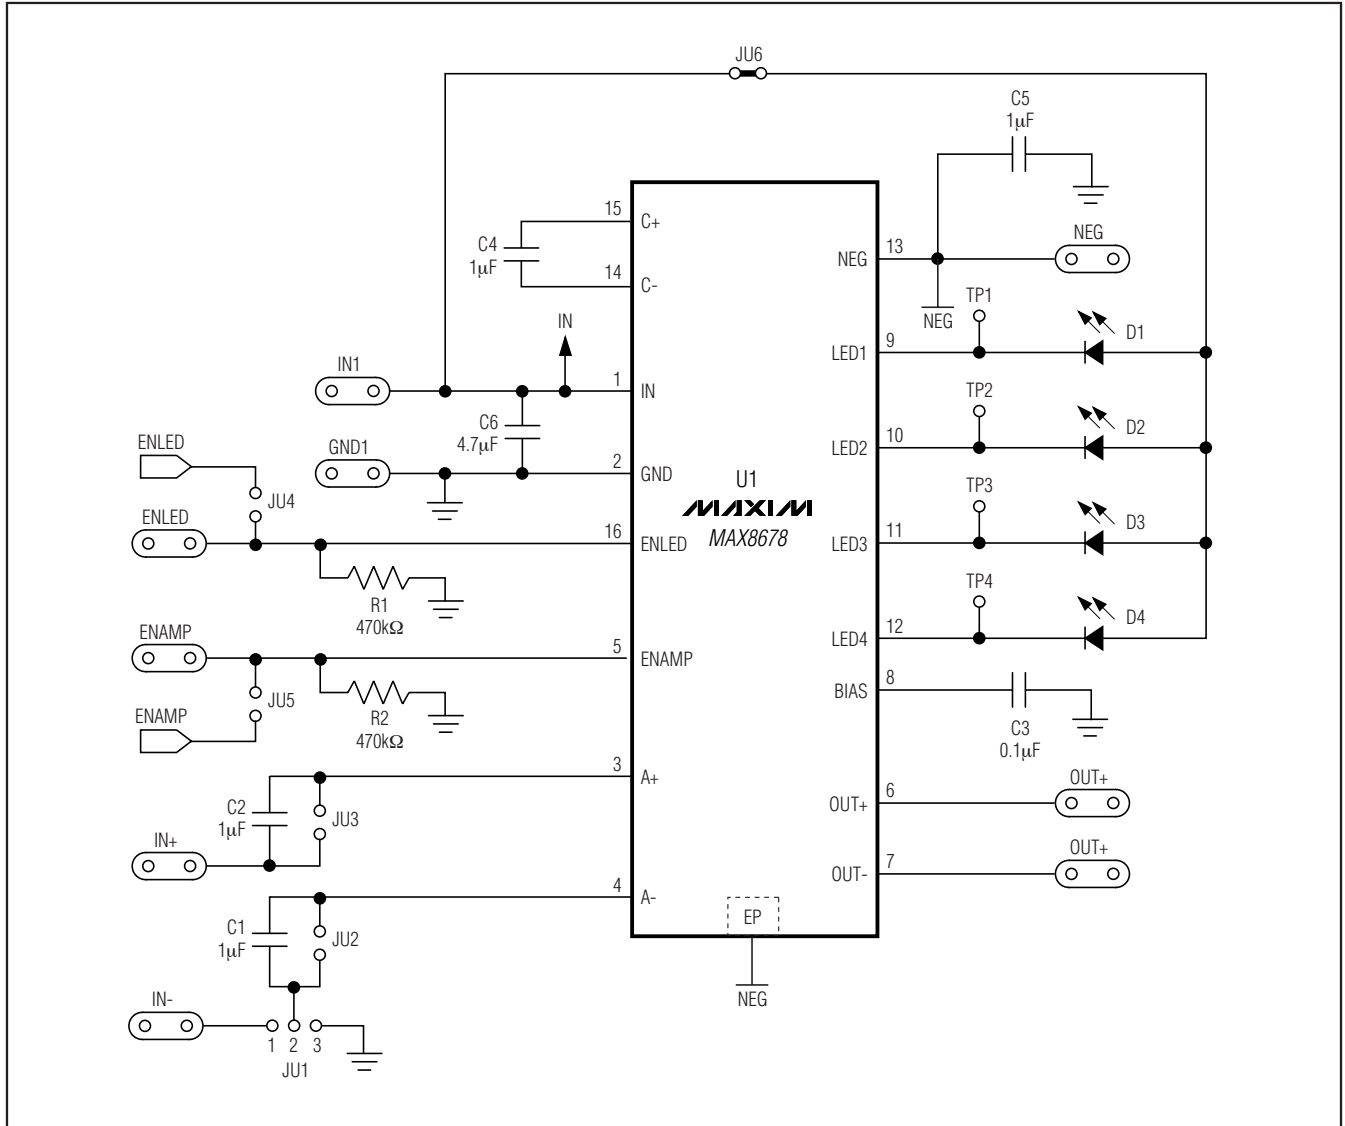 JU6
C5
1µF
15
C+
C4
1µF
14
C-
NEG
13
NEG
NEG
IN
TP1
D1
9
LED1
IN1
1
IN
TP2
D2
10
LED2
C6
4.7µF
ENLED
GND1
2
GND
U1
MAXIM
MAX8678
TP3
D3
11
LED3
JU4
ENLED
16
ENLED
R1
470kΩ
TP4
D4
12
LED4
ENAMP
5
ENAMP
JU5
ENAMP
R2
470kΩ
BIAS
8
C3
0.1µF
3
A+
C2
1µF
JU3
IN+
OUT+
6
OUT+
OUT-
7
OUT+
4
A-
C1
1µF
JU2
EP
NEG
IN-
1 2 3
JU1